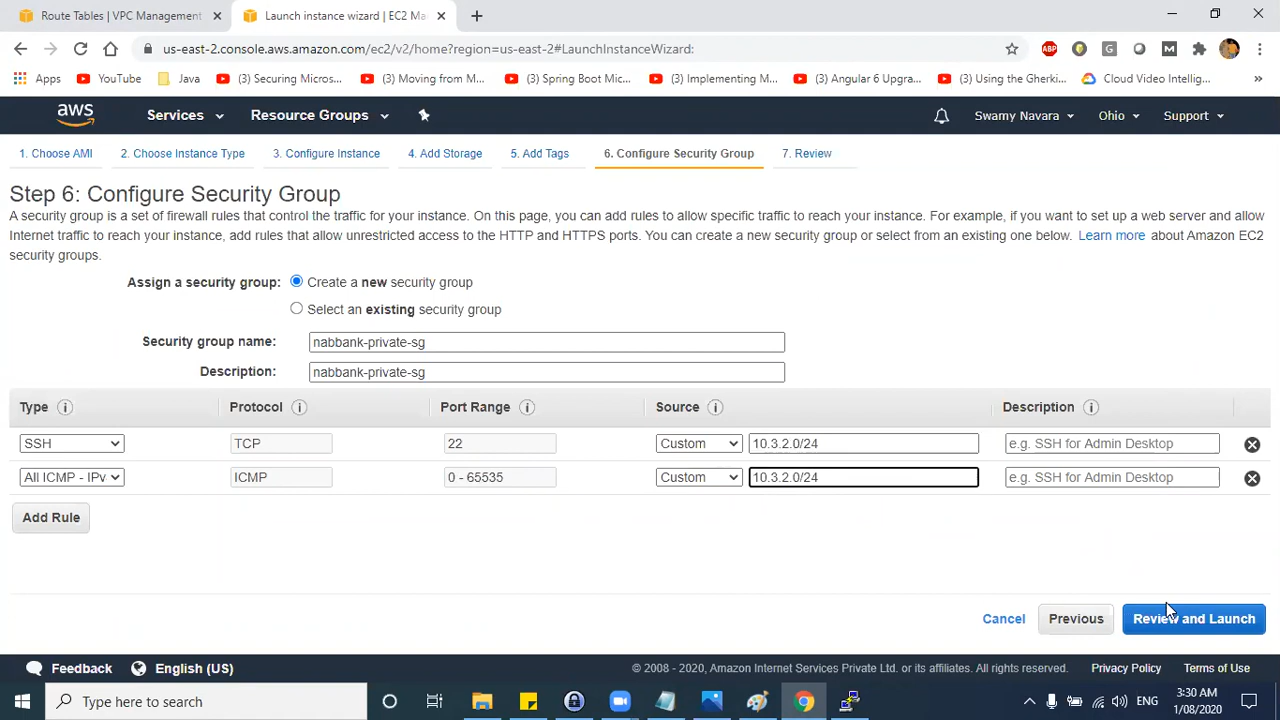 Route Tables | VPC Management
Launch instance wizard | EC2 Ma
us-east-2.console.aws.amazon.com/ec2/v2/home?region=us-east-2#LaunchInstanceWizard:
Apps YouTube Java (3) Securing Micros... (3) Moving from M... (3) Spring Boot Mic... (3) Implementing M... (3) Angular 6 Upgra... (3) Using the Gherki... Cloud Video Intellig... »
aws Services Resource Groups Swamy Navara Ohio Support
1. Choose AMI 2. Choose Instance Type 3. Configure Instance 4. Add Storage 5. Add Tags 6. Configure Security Group 7. Review
Step 6: Configure Security Group
A security group is a set of firewall rules that control the traffic for your instance. On this page, you can add rules to allow specific traffic to reach your instance. For example, if you want to set up a web server and allow
Internet traffic to reach your instance, add rules that allow unrestricted access to the HTTP and HTTPS ports. You can create a new security group or select from an existing one below. Learn more about Amazon EC2
security groups.
Assign a security group: Create a new security group
Select an existing security group
Security group name: nabbank-private-sg
Description: nabbank-private-sg
Type Protocol Port Range Source Description
SSH TCP 22 Custom 10.3.2.0/24 e.g. SSH for Admin Desktop
All ICMP - IPv ICMP 0 - 65535 Custom 10.3.2.0/24 e.g. SSH for Admin Desktop
Add Rule
Cancel Previous Review and Launch
Feedback English (US) © 2008 - 2020, Amazon Internet Services Private Ltd. or its affiliates. All rights reserved. Privacy Policy Terms of Use
Type here to search ENG 3:30 AM
1/08/2020